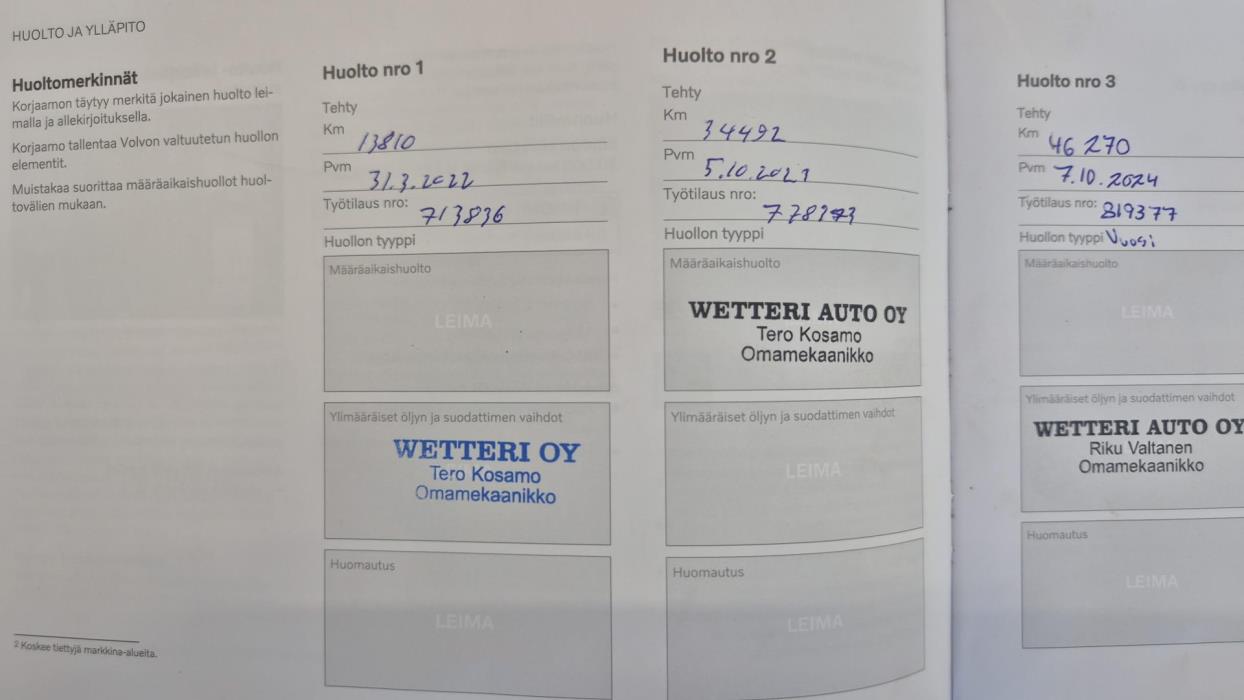 HUOLTO JA YLLÄPITO
Huoltomerkinnät
Korjaamon täytyy merkitä jokainen huolto lei-
malla ja allekirjoituksella.
Korjaamo tallentaa Volvon valtuutetun huollon
elementit.
Muistakaa suorittaa määräaikaishuollot huol-
tovälien mukaan.
2 Koskee tiettyjä markkina-alueita.
Huolto nro 1
Tehty
Km 13810
Pvm 31.3.2022
Työtilaus nro: 713836
Huollon tyyppi
Määräaikaishuolto
LEIMA
Ylimääräiset öljyn ja suodattimen vaihdot
WETTERI OY
Tero Kosamo
Omamekaanikko
Huomautus
LEIMA
Huolto nro 2
Tehty
Km 34492
Pvm 5.10.
Työtilaus nro:
Huollon tyyppi
Määräaikaishuolto
WETTERI AUTO OY
Tero Kosamo
Omamekaanikko
Ylimääräiset öljyn ja suodattimen vaihdot
LEIMA
Huomautus
LEIMA
Huolto nro 3
Tehty
Km 46 270
Pvm 7.10.2024
Työtilaus nro: 819377
Huollon tyyppi Vuosi
Määräaikaishuolto
LEIMA
Ylimääräiset öljyn ja suodattimen vaihdot
WETTERI AUTO OY
Riku Valtanen
Omamekaanikko
Huomautus
LEIMA